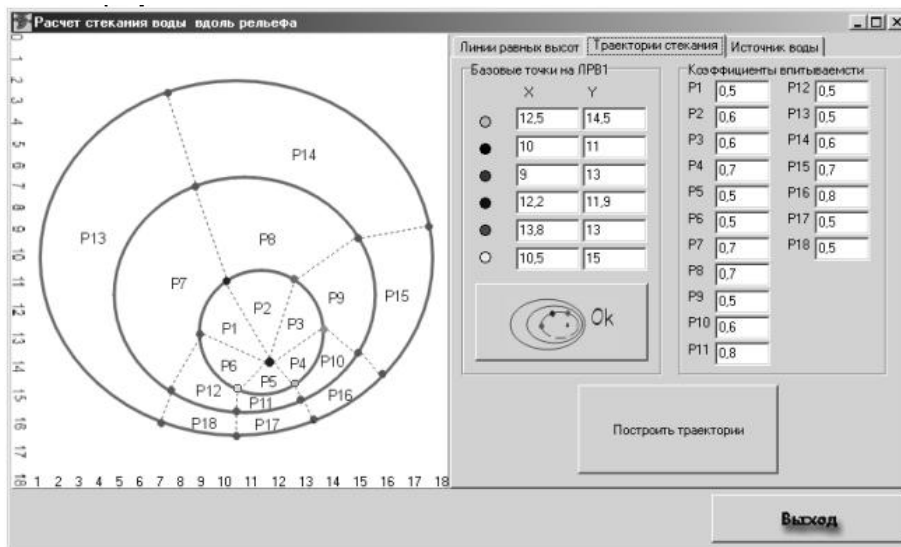 Расчет стекания воды вдоль рельефа
Линии равных высот
Траектории стекания
Источник воды
Базовые точки на ЛРВ1
X Y
12,5 14,5
10 11
9 13
12,2 11,9
13,8 13
10,5 15
Ok
Коэффициенты впитываемсти
P1 0,5
P2 0,6
P3 0,6
P4 0,7
P5 0,5
P6 0,5
P7 0,7
P8 0,7
P9 0,5
P10 0,6
P11 0,8
P12 0,5
P13 0,5
P14 0,6
P15 0,7
P16 0,8
P17 0,5
P18 0,5
Построить траектории
Выход
P14
P13
P8
P7
P15
P9
P2
P1
P3
P6
P4
P10
P5
P12
P11
P16
P18
P17
0
1
2
3
4
5
6
7
8
9
10
11
12
13
14
15
16
17
18
1 2 3 4 5 6 7 8 9 10 11 12 13 14 15 16 17 18